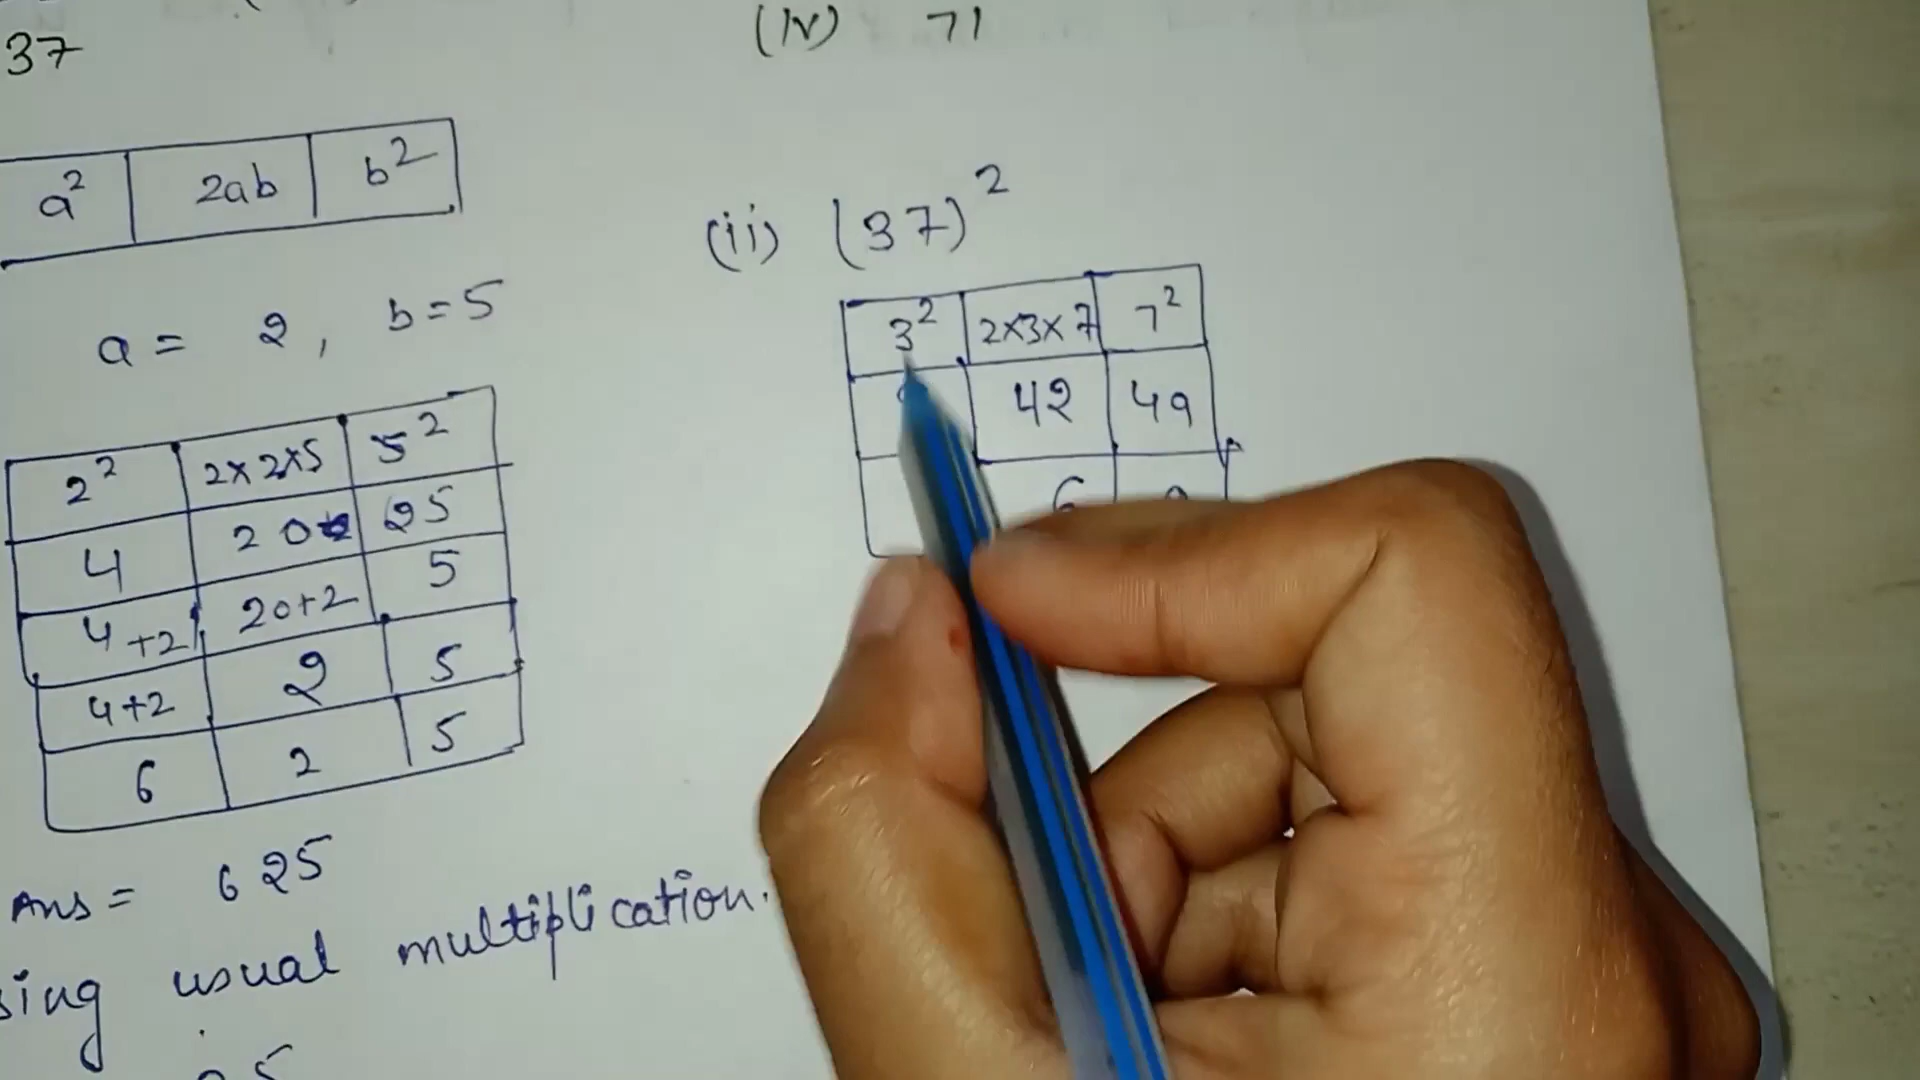 37
(iv) 71
a² 2ab b²
a = 2, b = 5
2² 2×2×5 5²
4 20 25
4+2 20+2 5
4+2 2 5
6 2 5
Ans = 625
usual multiplication.
(ii) (37)²
3² 2×3×7 7²
42 49
6 9